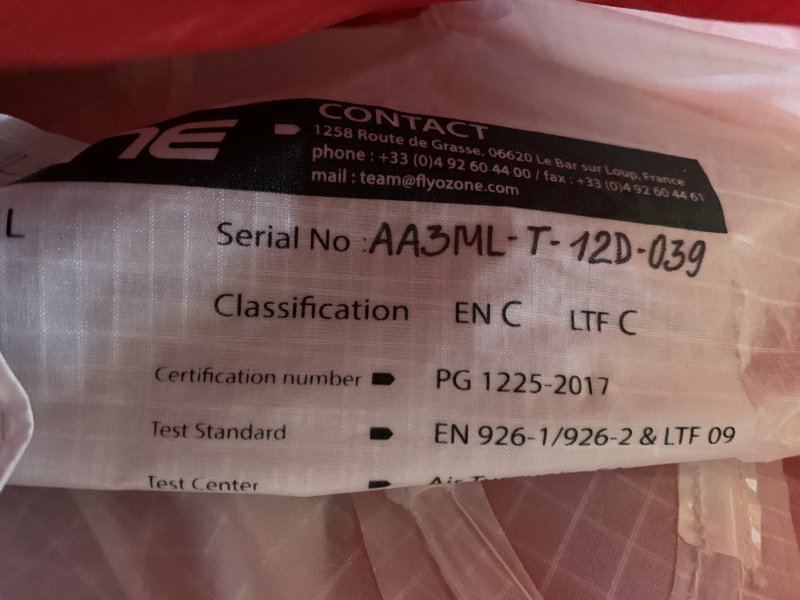 CONTACT
1258 Route de Grasse, 06620 Le Bar sur Loup, France
phone : +33 (0)4 92 60 44 00 / fax : +33 (0)4 92 60 44 61
mail : team@flyozone.com
L
Serial No : AA3ML-T-12D-039
Classification EN C LTF C
Certification number PG 1225-2017
Test Standard EN 926-1/926-2 & LTF 09
Test Center Air